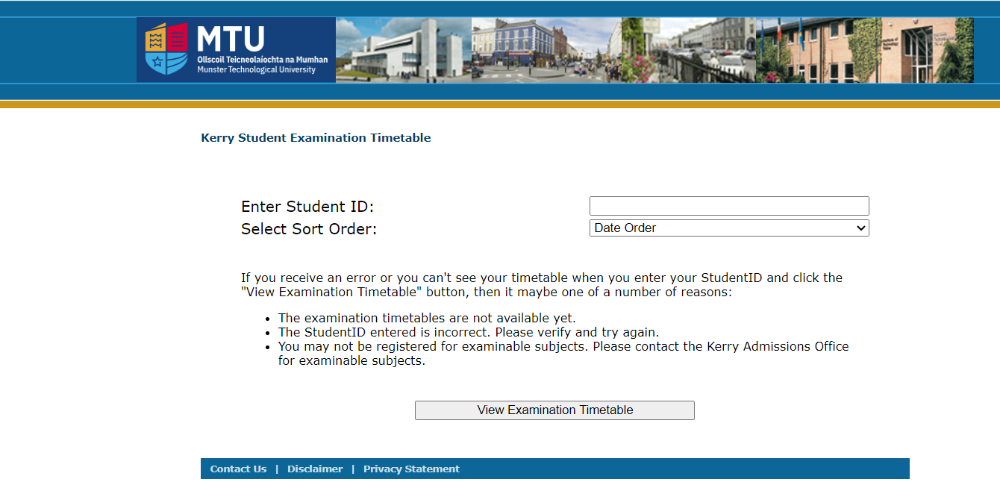 MTU
Ollscoil Teicneolaíochta na Mumhan
Munster Technological University
Kerry Student Examination Timetable
Enter Student ID:
Select Sort Order:
Date Order
If you receive an error or you can't see your timetable when you enter your StudentID and click the
"View Examination Timetable" button, then it maybe one of a number of reasons:
• The examination timetables are not available yet.
• The StudentID entered is incorrect. Please verify and try again.
• You may not be registered for examinable subjects. Please contact the Kerry Admissions Office
for examinable subjects.
View Examination Timetable
Contact Us | Disclaimer | Privacy Statement